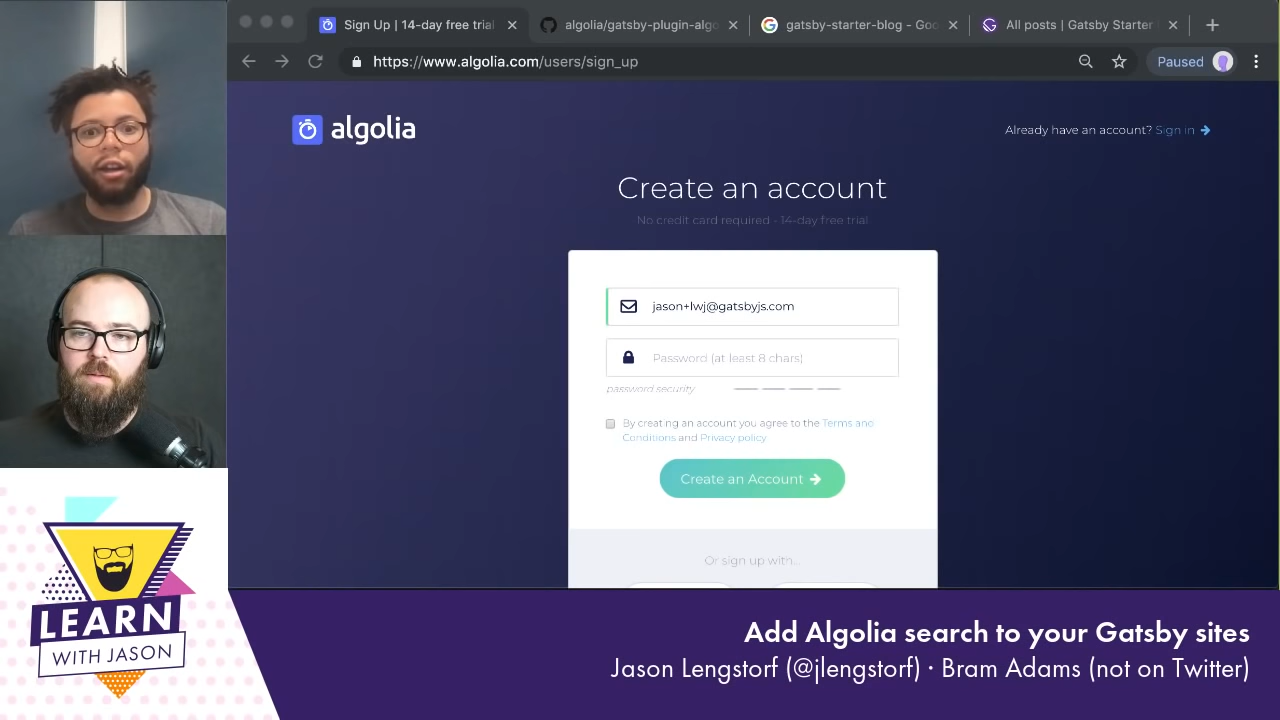 Sign Up | 14-day free trial
algolia/gatsby-plugin-algo
gatsby-starter-blog - Goo
All posts | Gatsby Starter
https://www.algolia.com/users/sign_up
Paused
algolia
Already have an account? Sign in
Create an account
No credit card required - 14-day free trial
jason+lwj@gatsbyjs.com
Password (at least 8 chars)
password security
By creating an account you agree to the Terms and
Conditions and Privacy policy
Create an Account
Or sign up with...
LEARN
WITH JASON
Add Algolia search to your Gatsby sites
Jason Lengstorf (@jlengstorf) · Bram Adams (not on Twitter)